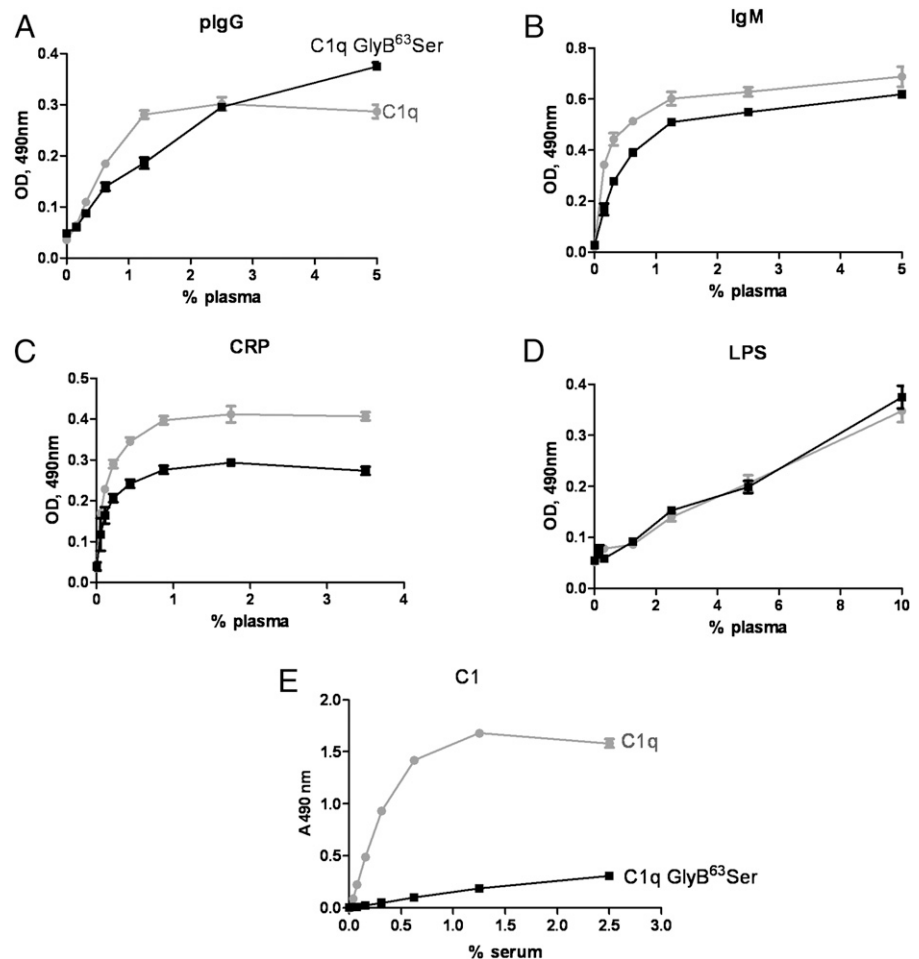 A
pIgG
C1q GlyB⁶³Ser
C1q
OD, 490nm
0.4
0.3
0.2
0.1
0.0
0 1 2 3 4 5
% plasma
B
IgM
OD, 490nm
0.8
0.6
0.4
0.2
0.0
0 1 2 3 4 5
% plasma
C
CRP
OD, 490nm
0.5
0.4
0.3
0.2
0.1
0.0
0 1 2 3 4
% plasma
D
LPS
OD, 490nm
0.4
0.3
0.2
0.1
0.0
0 2 4 6 8 10
% plasma
E
C1
C1q
C1q GlyB⁶³Ser
A 490 nm
2.0
1.5
1.0
0.5
0.0
0.0 0.5 1.0 1.5 2.0 2.5 3.0
% serum